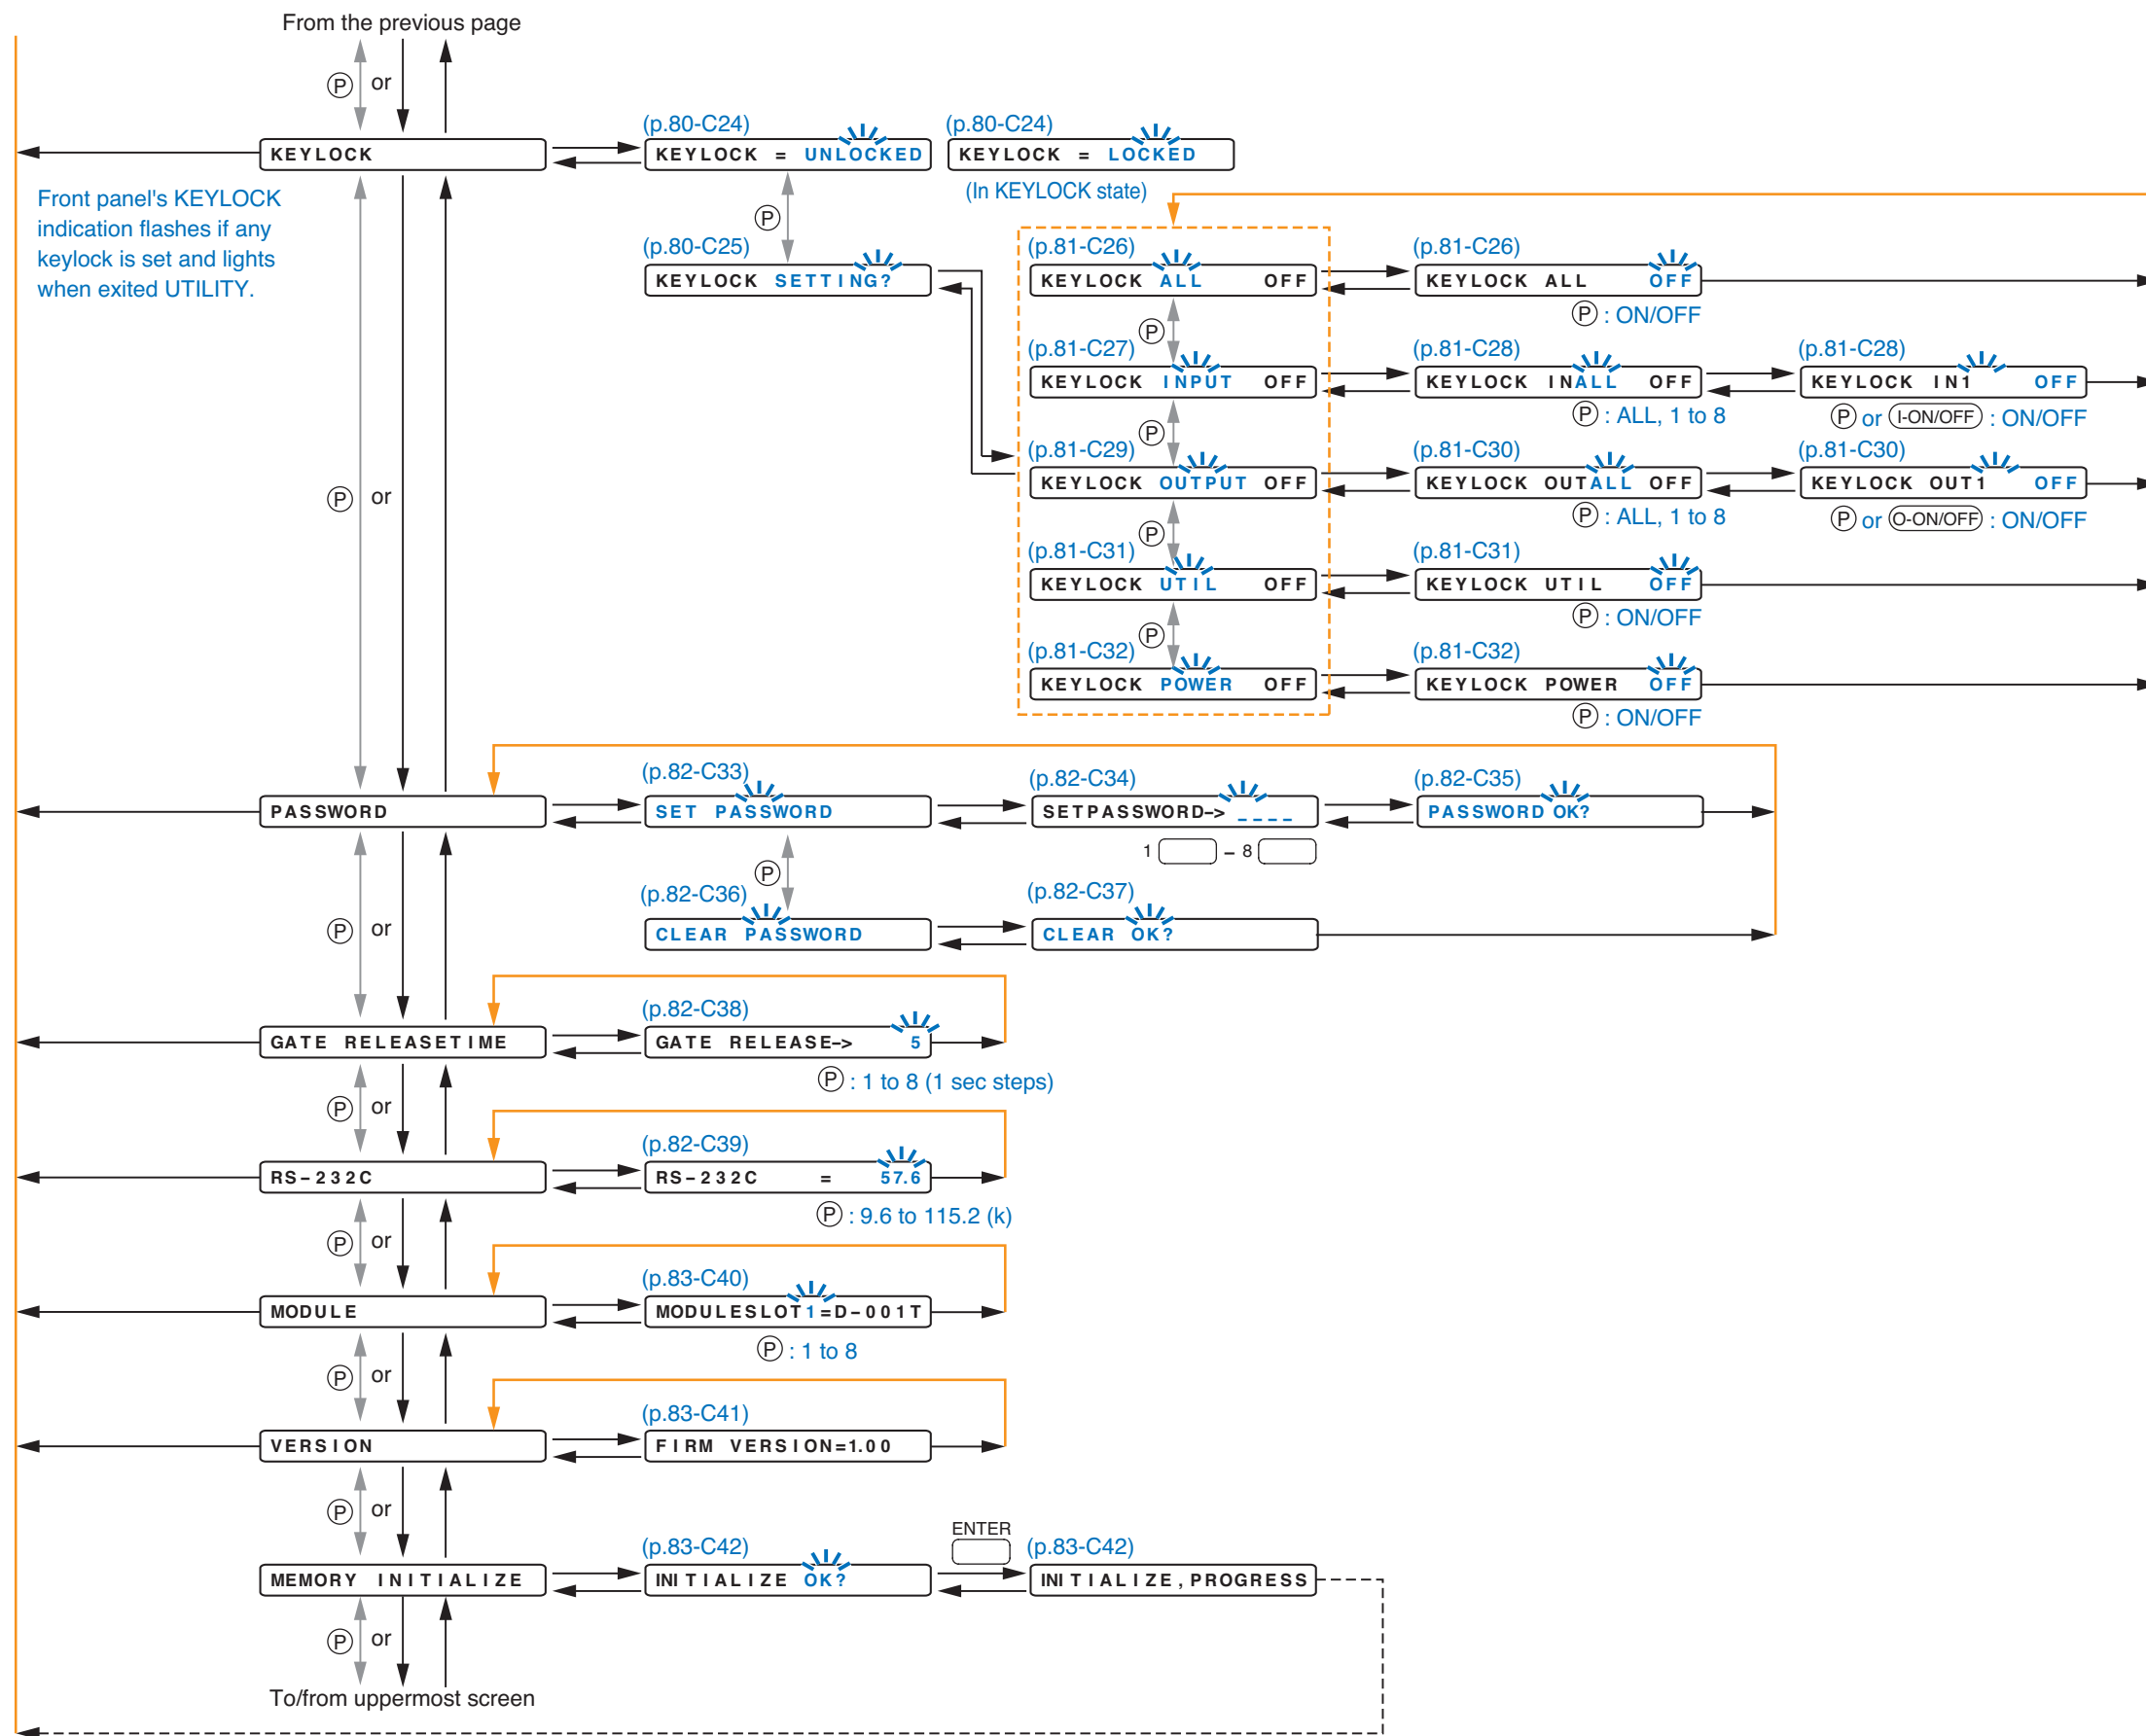 From the previous page
P or
(p.80-C24)
(p.80-C24)
KEYLOCK
KEYLOCK = UNLOCKED
KEYLOCK = LOCKED
(In KEYLOCK state)
Front panel's KEYLOCK
indication flashes if any
keylock is set and lights
when exited UTILITY.
P
(p.80-C25)
KEYLOCK SETTING?
(p.81-C26)
KEYLOCK ALL OFF
(p.81-C26)
KEYLOCK ALL OFF
P : ON/OFF
P
(p.81-C27)
KEYLOCK INPUT OFF
(p.81-C28)
KEYLOCK INALL OFF
P : ALL, 1 to 8
(p.81-C28)
KEYLOCK IN1 OFF
P or I-ON/OFF : ON/OFF
P
(p.81-C29)
KEYLOCK OUTPUT OFF
(p.81-C30)
KEYLOCK OUTALL OFF
P : ALL, 1 to 8
(p.81-C30)
KEYLOCK OUT1 OFF
P or O-ON/OFF : ON/OFF
P or
P
(p.81-C31)
KEYLOCK UTIL OFF
(p.81-C31)
KEYLOCK UTIL OFF
P : ON/OFF
P
(p.81-C32)
KEYLOCK POWER OFF
(p.81-C32)
KEYLOCK POWER OFF
P : ON/OFF
PASSWORD
(p.82-C33)
SET PASSWORD
(p.82-C34)
SETPASSWORD–> _ _ _ _
1 – 8
(p.82-C35)
PASSWORD OK?
P
(p.82-C36)
CLEAR PASSWORD
(p.82-C37)
CLEAR OK?
P or
GATE RELEASETIME
(p.82-C38)
GATE RELEASE–> 5
P : 1 to 8 (1 sec steps)
P or
RS–232C
(p.82-C39)
RS–232C = 57.6
P : 9.6 to 115.2 (k)
P or
MODULE
(p.83-C40)
MODULESLOT1=D–001T
P : 1 to 8
P or
VERSION
(p.83-C41)
FIRM VERSION=1.00
P or
MEMORY INITIALIZE
(p.83-C42)
INITIALIZE OK?
ENTER
(p.83-C42)
INITIALIZE, PROGRESS
P or
To/from uppermost screen